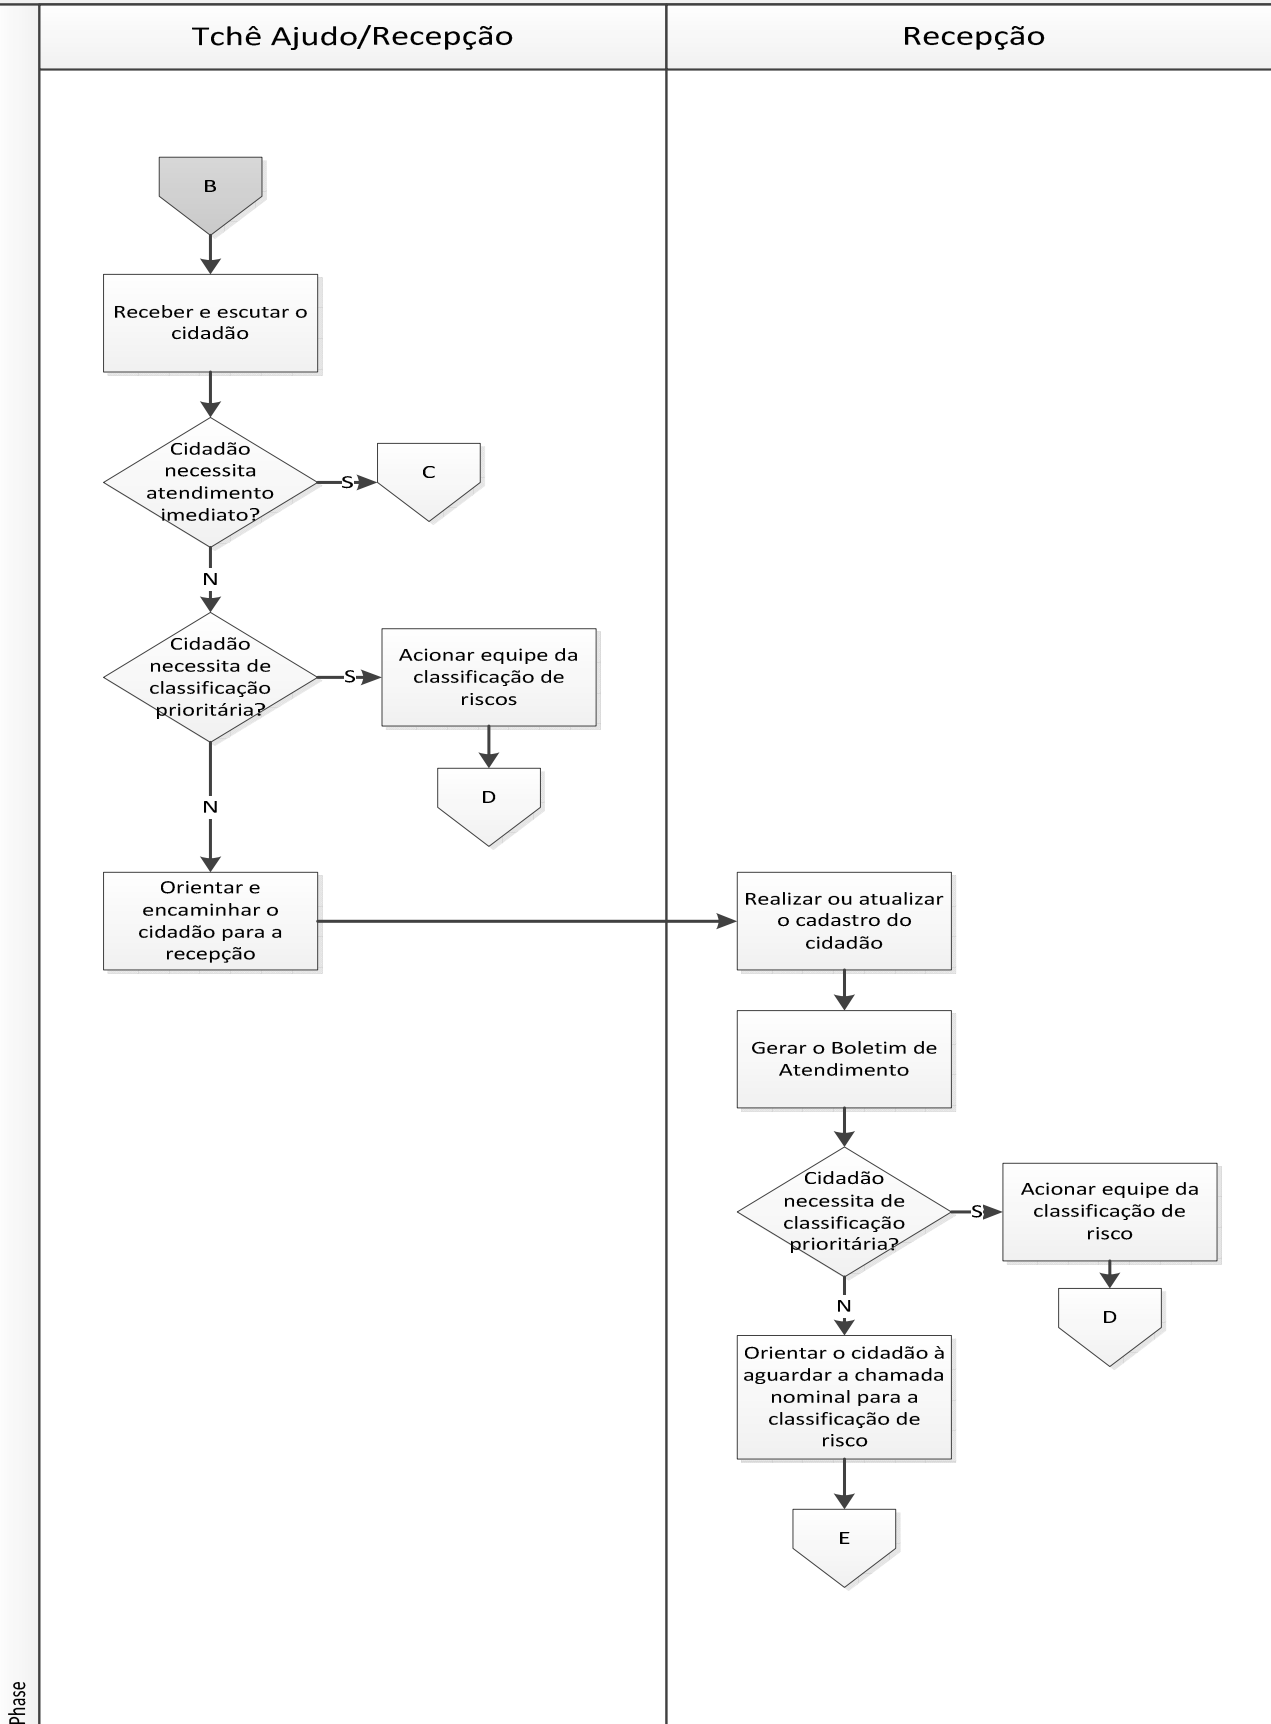 Tchê Ajudo/Recepção
Recepção
B
Receber e escutar o
cidadão
Cidadão
necessita
atendimento
imediato?
S
C
N
Cidadão
necessita de
classificação
prioritária?
S
Acionar equipe da
classificação de
riscos
D
N
Orientar e
encaminhar o
cidadão para a
recepção
Realizar ou atualizar
o cadastro do
cidadão
Gerar o Boletim de
Atendimento
Cidadão
necessita de
classificação
prioritária?
S
Acionar equipe da
classificação de
risco
D
N
Orientar o cidadão à
aguardar a chamada
nominal para a
classificação de
risco
E
Phase